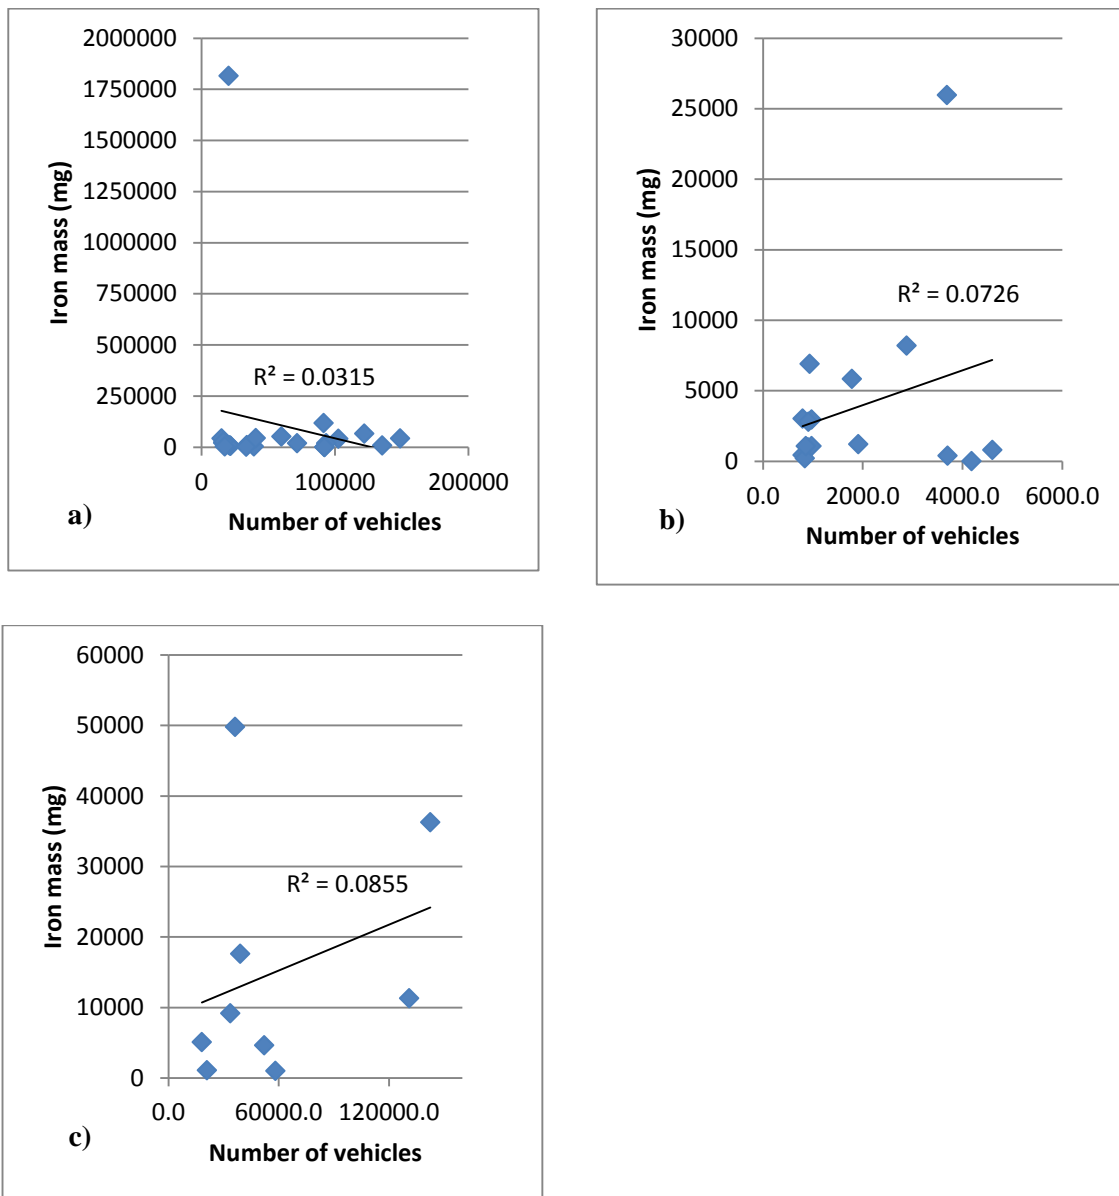 2000000
1750000
1500000
1250000
1000000
750000
500000
250000
0
Iron mass (mg)
R² = 0.0315
0 100000 200000
Number of vehicles
a)
30000
25000
20000
15000
10000
5000
0
Iron mass (mg)
R² = 0.0726
0.0 2000.0 4000.0 6000.0
Number of vehicles
b)
60000
50000
40000
30000
20000
10000
0
Iron mass (mg)
R² = 0.0855
0.0 60000.0 120000.0
Number of vehicles
c)